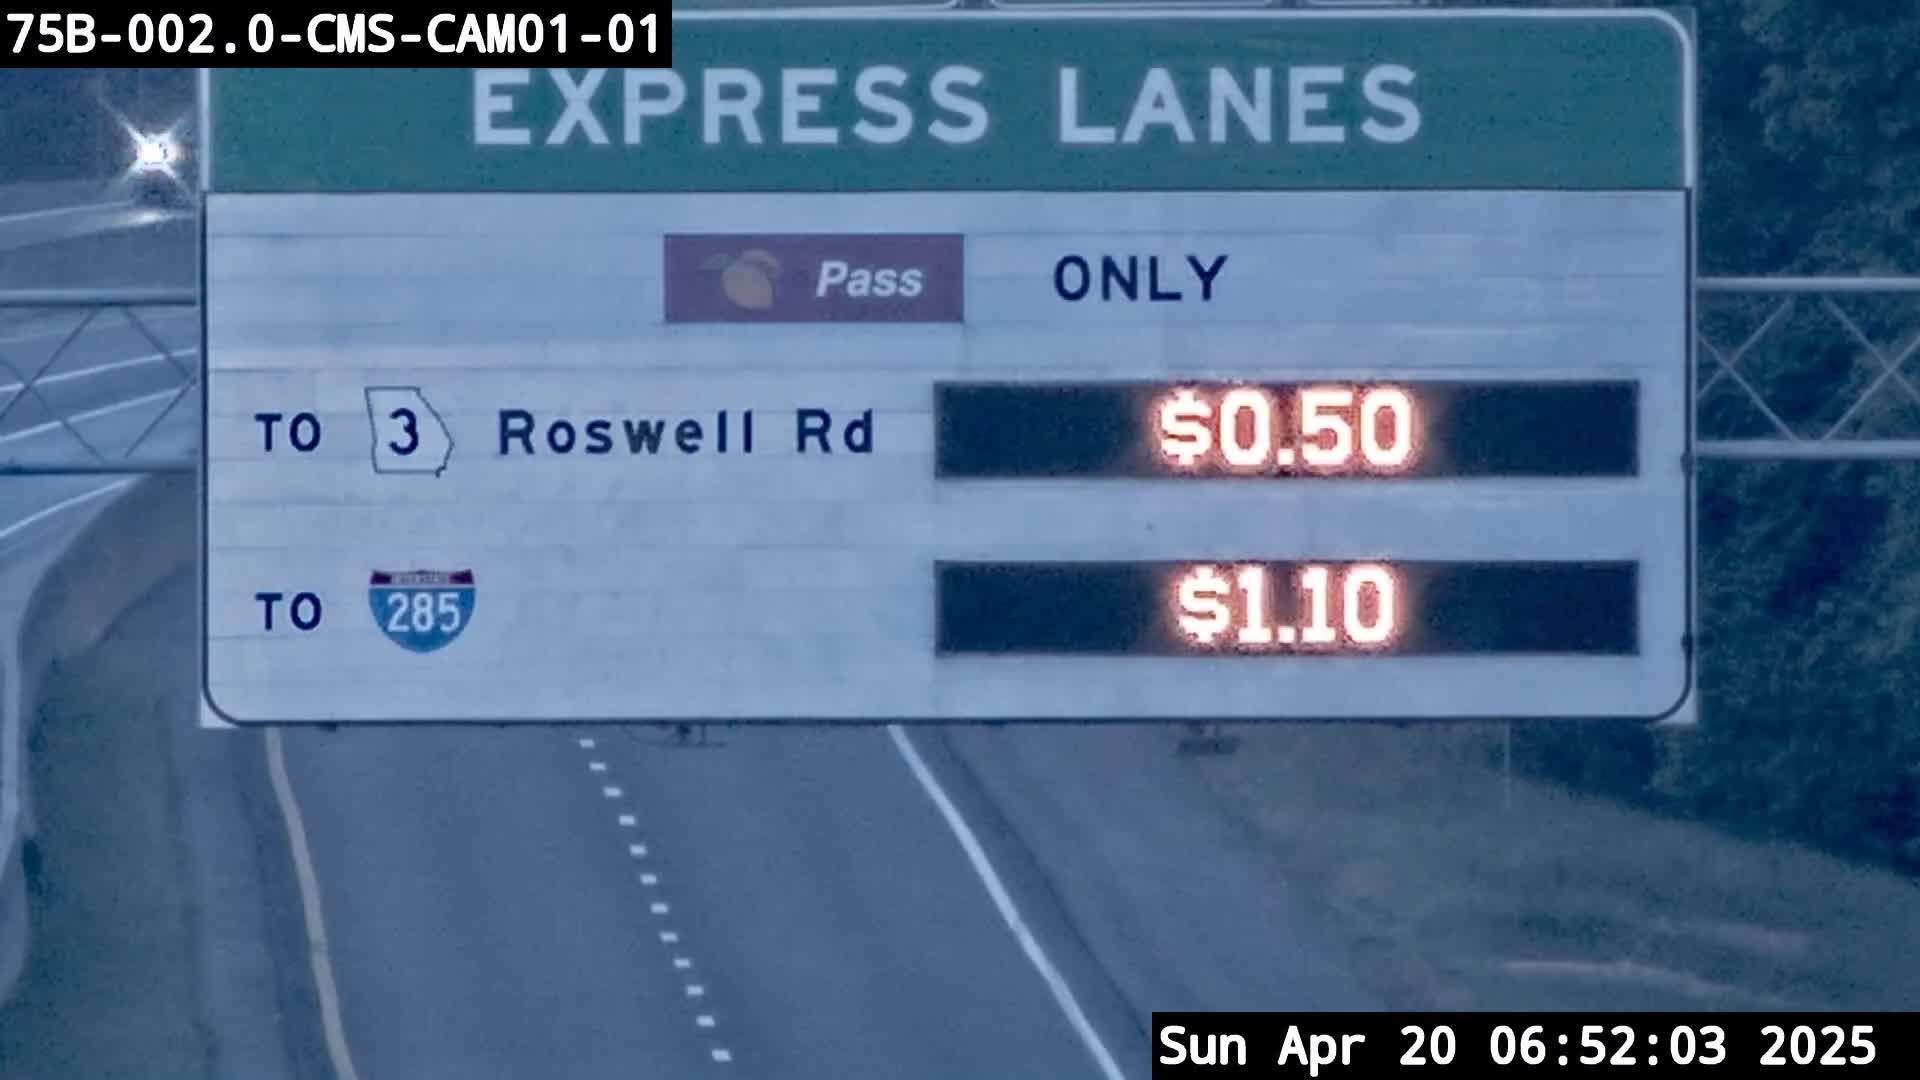 75B-002.0-CMS-CAM01-01
EXPRESS LANES
Pass ONLY
TO 3 Roswell Rd $0.50
TO 285 $1.10
Sun Apr 20 06:52:03 2025